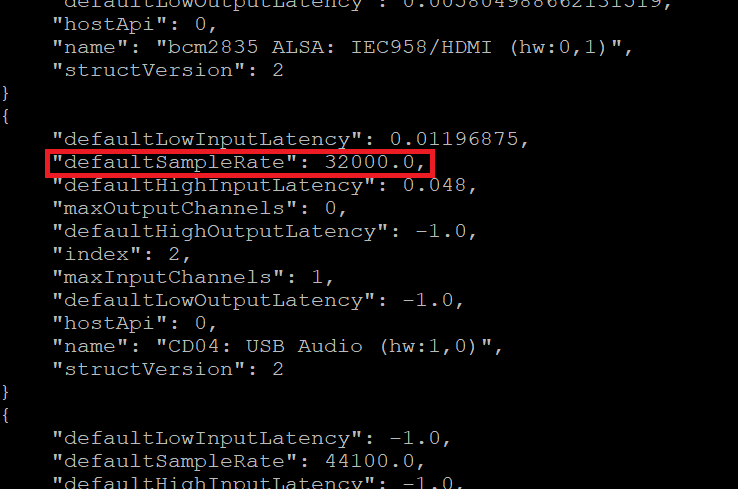 "defaultLowOutputLatency": 0.005804988662131519,
"hostApi": 0,
"name": "bcm2835 ALSA: IEC958/HDMI (hw:0,1)",
"structVersion": 2
}
{
"defaultLowInputLatency": 0.01196875,
"defaultSampleRate": 32000.0,
"defaultHighInputLatency": 0.048,
"maxOutputChannels": 0,
"defaultHighOutputLatency": -1.0,
"index": 2,
"maxInputChannels": 1,
"defaultLowOutputLatency": -1.0,
"hostApi": 0,
"name": "CD04: USB Audio (hw:1,0)",
"structVersion": 2
}
{
"defaultLowInputLatency": -1.0,
"defaultSampleRate": 44100.0,
"defaultHighInputLatency": -1.0,